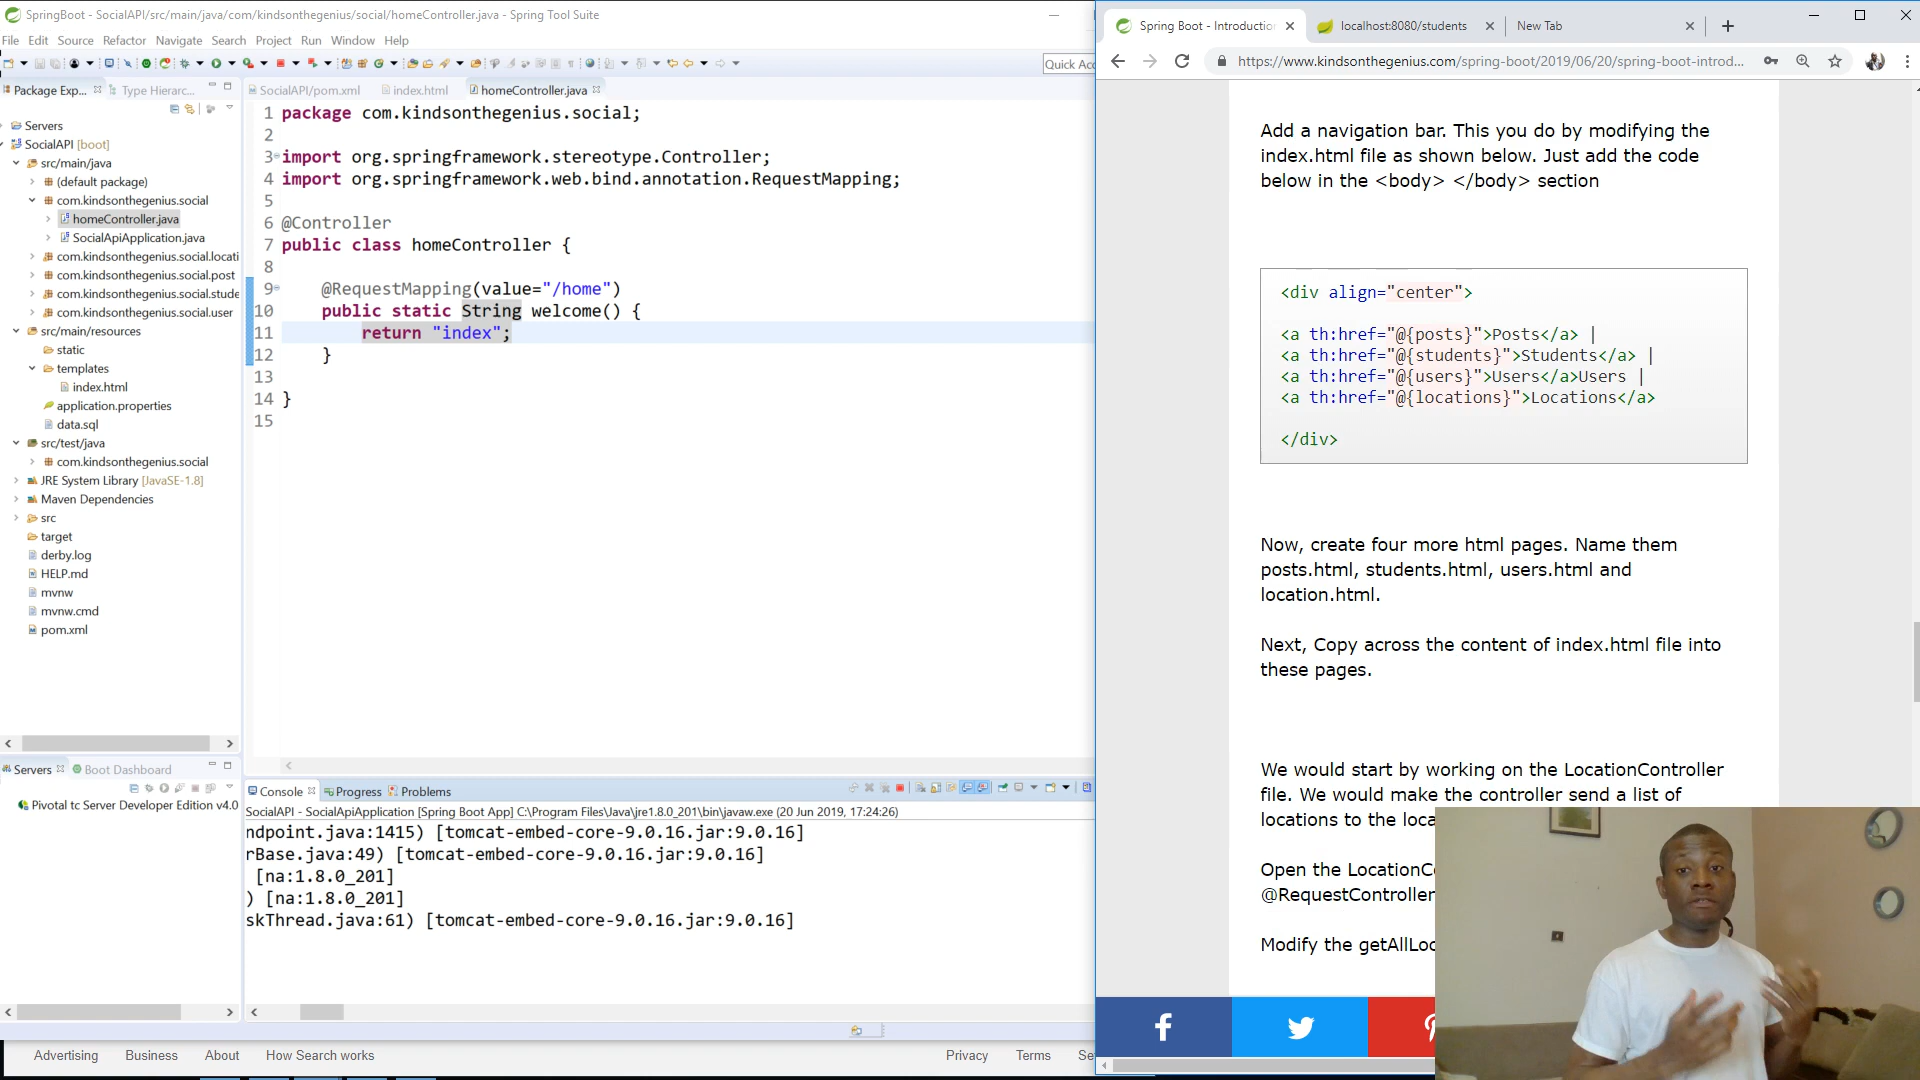 SpringBoot - SocialAPI/src/main/java/com/kindsonthegenius/social/homeController.java - Spring Tool Suite
File Edit Source Refactor Navigate Search Project Run Window Help
Quick Acc
Package Exp... Type Hierarc...
Servers
SocialAPI [boot]
src/main/java
(default package)
com.kindsonthegenius.social
homeController.java
SocialApiApplication.java
com.kindsonthegenius.social.locati
com.kindsonthegenius.social.post
com.kindsonthegenius.social.stude
com.kindsonthegenius.social.user
src/main/resources
static
templates
index.html
application.properties
data.sql
src/test/java
com.kindsonthegenius.social
JRE System Library [JavaSE-1.8]
Maven Dependencies
src
target
derby.log
HELP.md
mvnw
mvnw.cmd
pom.xml
Servers Boot Dashboard
Pivotal tc Server Developer Edition v4.0
SocialAPI/pom.xml index.html homeController.java
1 package com.kindsonthegenius.social;
2
3 import org.springframework.stereotype.Controller;
4 import org.springframework.web.bind.annotation.RequestMapping;
5
6 @Controller
7 public class homeController {
8
9 @RequestMapping(value="/home")
10 public static String welcome() {
11 return "index";
12 }
13
14 }
15
Console Progress Problems
SocialAPI - SocialApiApplication [Spring Boot App] C:\Program Files\Java\jre1.8.0_201\bin\javaw.exe (20 Jun 2019, 17:24:26)
ndpoint.java:1415) [tomcat-embed-core-9.0.16.jar:9.0.16]
rBase.java:49) [tomcat-embed-core-9.0.16.jar:9.0.16]
[na:1.8.0_201]
) [na:1.8.0_201]
skThread.java:61) [tomcat-embed-core-9.0.16.jar:9.0.16]
Advertising Business About How Search works Privacy Terms Se
Spring Boot - Introduction localhost:8080/students New Tab
https://www.kindsonthegenius.com/spring-boot/2019/06/20/spring-boot-introd...
Add a navigation bar. This you do by modifying the
index.html file as shown below. Just add the code
below in the <body> </body> section
<div align="center">
<a th:href="@{posts}">Posts</a> |
<a th:href="@{students}">Students</a> |
<a th:href="@{users}">Users</a>Users |
<a th:href="@{locations}">Locations</a>
</div>
Now, create four more html pages. Name them
posts.html, students.html, users.html and
location.html.
Next, Copy across the content of index.html file into
these pages.
We would start by working on the LocationController
file. We would make the controller send a list of
locations to the loca
Open the LocationC
@RequestController
Modify the getAllLoc